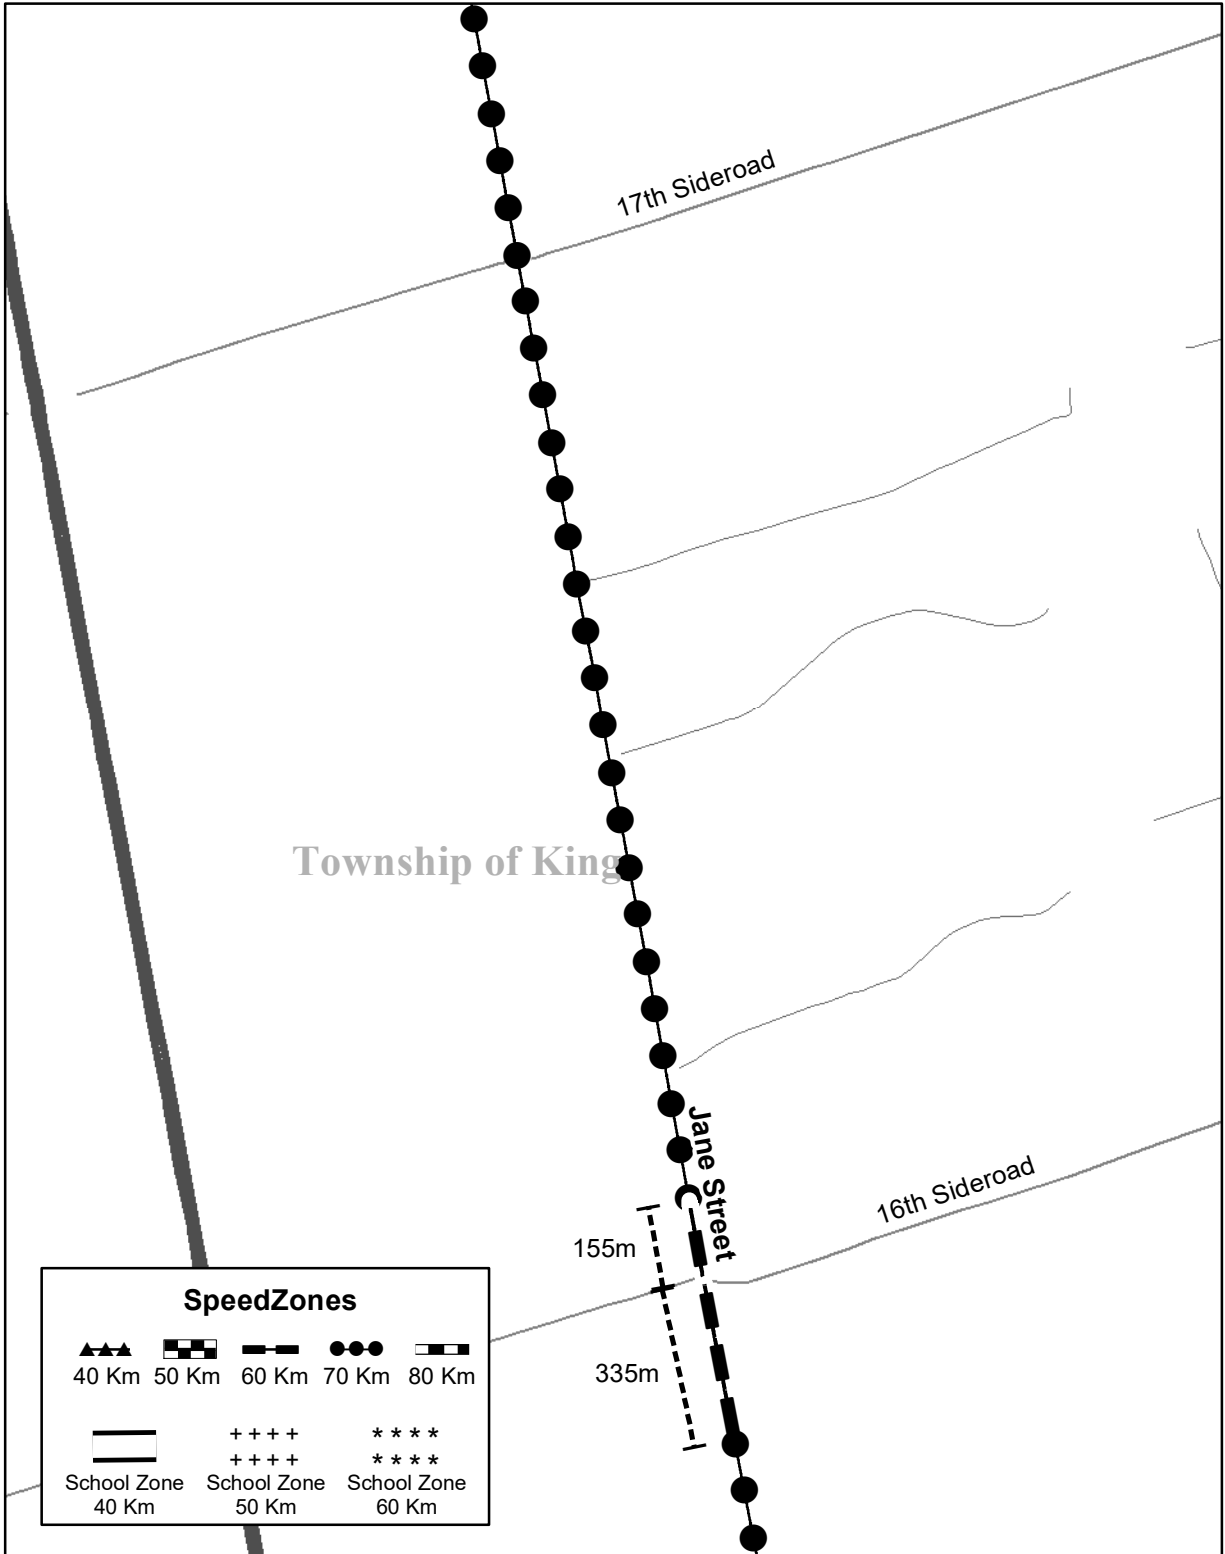 17th Sideroad
Township of King
Jane Street
16th Sideroad
155m
335m
SpeedZones
40 Km 50 Km 60 Km 70 Km 80 Km
++++ ****
++++ ****
School Zone School Zone School Zone
40 Km 50 Km 60 Km